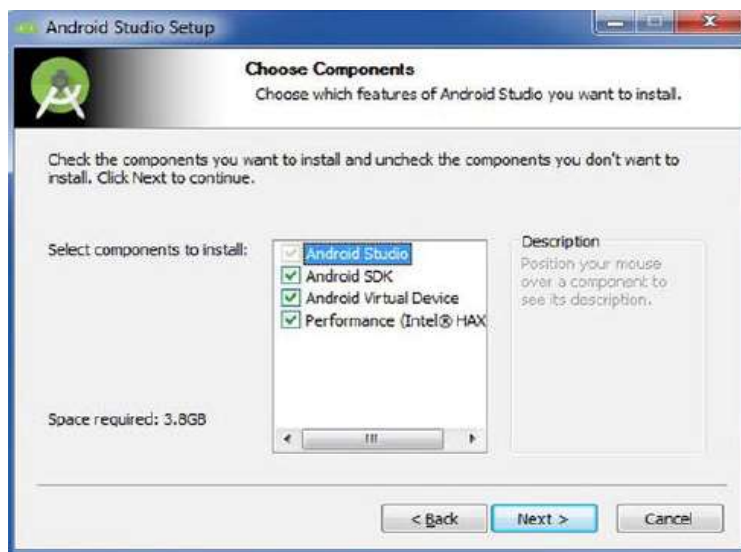 Android Studio Setup
Choose Components
Choose which features of Android Studio you want to install.
Check the components you want to install and uncheck the components you don't want to
install. Click Next to continue.
Select components to install:
Android Studio
Android SDK
Android Virtual Device
Performance (Intel® HAX
Description
Position your mouse
over a component to
see its description.
Space required: 3.8GB
< Back
Next >
Cancel